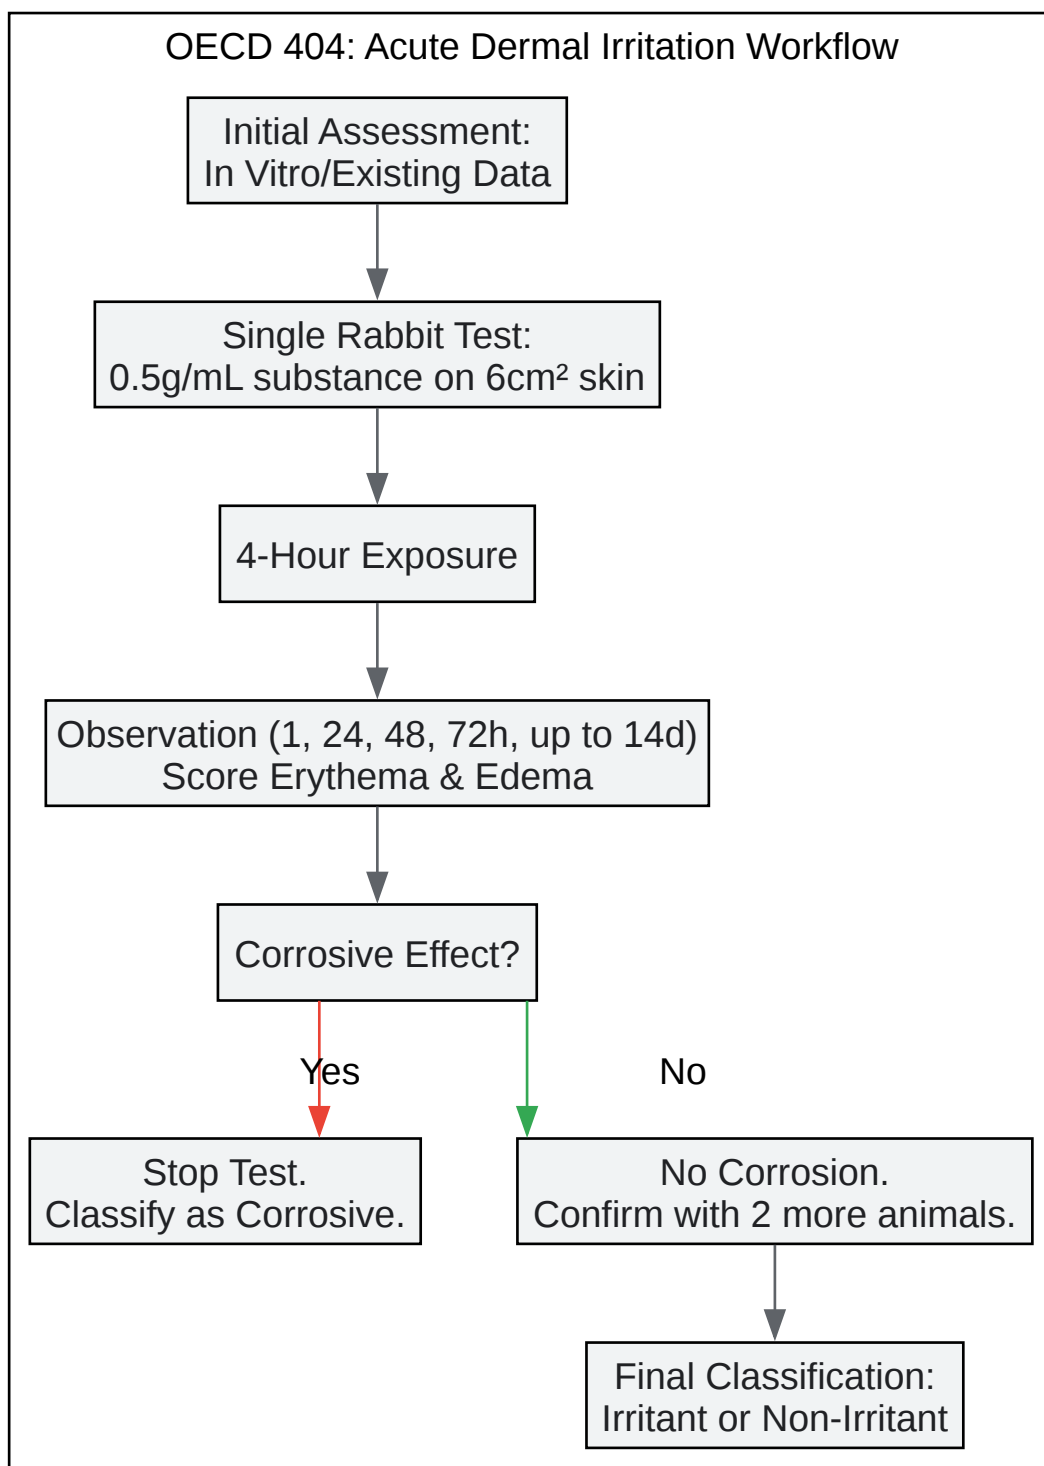 OECD 404: Acute Dermal Irritation Workflow
Initial Assessment:
In Vitro/Existing Data
Single Rabbit Test:
0.5g/mL substance on 6cm² skin
4-Hour Exposure
Observation (1, 24, 48, 72h, up to 14d)
Score Erythema & Edema
Corrosive Effect?
Yes
No
Stop Test.
Classify as Corrosive.
No Corrosion.
Confirm with 2 more animals.
Final Classification:
Irritant or Non-Irritant